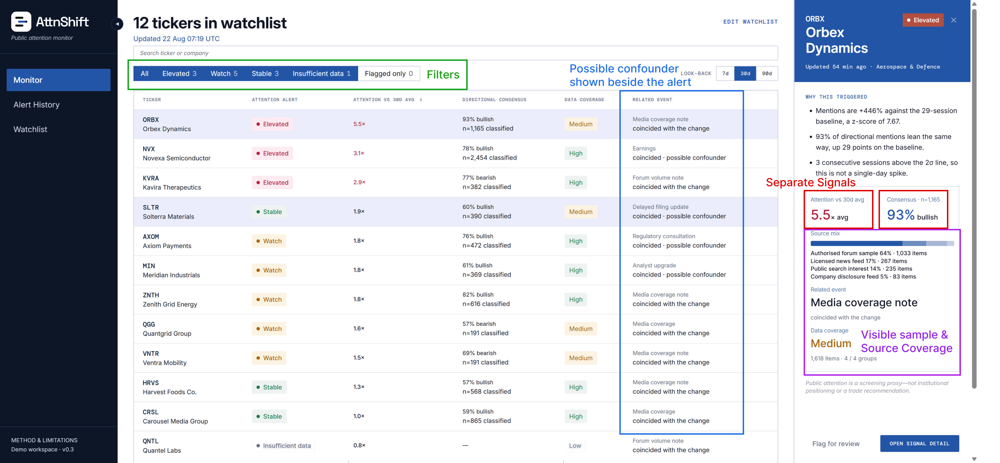 AttnShift
Public attention monitor
Monitor
Alert History
Watchlist
METHOD & LIMITATIONS
Demo workspace · v0.3
12 tickers in watchlist
EDIT WATCHLIST
Updated 22 Aug 07:19 UTC
Search ticker or company
All Elevated 3 Watch 5 Stable 3 Insufficient data 1 Flagged only 0
Filters
Possible confounder
shown beside the alert
LOOK-BACK 7d 30d 90d
TICKER ATTENTION ALERT ATTENTION VS 30D AVG ↓ DIRECTIONAL CONSENSUS DATA COVERAGE RELATED EVENT
ORBX
Orbex Dynamics
Elevated
5.5×
93% bullish
n=1,165 classified
Medium
Media coverage note
coincided with the change
NVX
Novexa Semiconductor
Elevated
3.1×
78% bullish
n=2,454 classified
High
Earnings
coincided · possible confounder
KVRA
Kavira Therapeutics
Elevated
2.9×
77% bearish
n=382 classified
High
Forum volume note
coincided with the change
SLTR
Solterra Materials
Stable
1.9×
60% bullish
n=390 classified
Medium
Delayed filing update
coincided · possible confounder
AXOM
Axiom Payments
Watch
1.8×
76% bullish
n=472 classified
High
Regulatory consultation
coincided · possible confounder
MIN
Meridian Industrials
Watch
1.8×
61% bullish
n=369 classified
High
Analyst upgrade
coincided · possible confounder
ZNTH
Zenith Grid Energy
Watch
1.8×
82% bullish
n=616 classified
High
Media coverage note
coincided with the change
QGG
Quantgrid Group
Watch
1.6×
57% bearish
n=191 classified
Medium
Media coverage
coincided with the change
VNTR
Ventra Mobility
Watch
1.5×
69% bearish
n=191 classified
Medium
Media coverage note
coincided with the change
HRVS
Harvest Foods Co.
Stable
1.3×
57% bullish
n=568 classified
High
Media coverage note
coincided with the change
CRSL
Carousel Media Group
Stable
1.0×
59% bullish
n=865 classified
High
Media coverage
coincided with the change
QNTL
Quantel Labs
Insufficient data
0.8×
—
Low
Forum volume note
coincided with the change
ORBX
Elevated
Orbex
Dynamics
Updated 54 min ago · Aerospace & Defence
WHY THIS TRIGGERED
• Mentions are +446% against the 29-session
baseline, a z-score of 7.67.
• 93% of directional mentions lean the same
way, up 29 points on the baseline.
• 3 consecutive sessions above the 2σ line, so
this is not a single-day spike.
Separate Signals
Attention vs 30d avg
5.5× avg
Consensus · n=1,165
93% bullish
Source mix
Authorised forum sample 64% · 1,033 items
Licensed news feed 17% · 267 items
Public search interest 14% · 235 items
Company disclosure feed 5% · 83 items
Related event
Media coverage note
coincided with the change
Data coverage
Medium
Visible sample &
Source Coverage
1,618 items · 4 / 4 groups
Public attention is a screening proxy—not institutional
positioning or a trade recommendation.
Flag for review
OPEN SIGNAL DETAIL